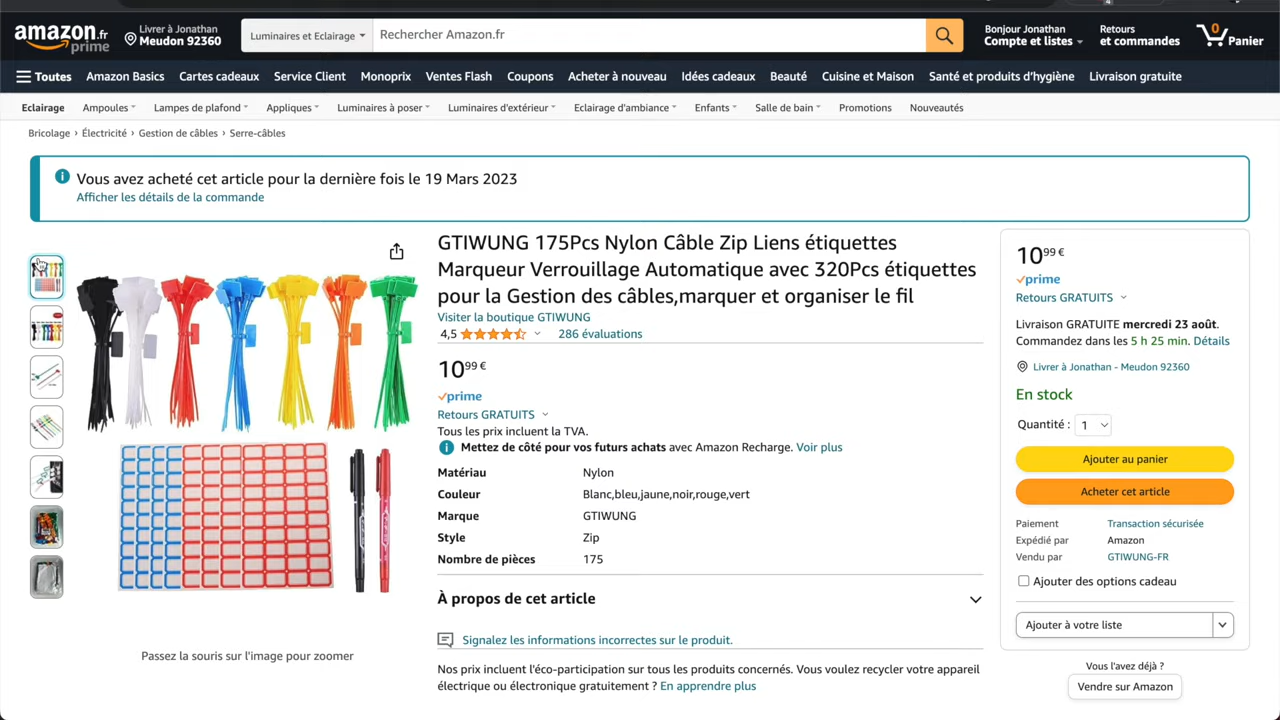 amazon.fr
prime
Livrer à Jonathan
Meudon 92360
Luminaires et Eclairage
Rechercher Amazon.fr
Bonjour Jonathan
Compte et listes
Retours
et commandes
0
Panier
Toutes
Amazon Basics
Cartes cadeaux
Service Client
Monoprix
Ventes Flash
Coupons
Acheter à nouveau
Idées cadeaux
Beauté
Cuisine et Maison
Santé et produits d'hygiène
Livraison gratuite
Eclairage
Ampoules
Lampes de plafond
Appliques
Luminaires à poser
Luminaires d'extérieur
Eclairage d'ambiance
Enfants
Salle de bain
Promotions
Nouveautés
Bricolage › Électricité › Gestion de câbles › Serre-câbles
Vous avez acheté cet article pour la dernière fois le 19 Mars 2023
Afficher les détails de la commande
GTIWUNG 175Pcs Nylon Câble Zip Liens étiquettes
Marqueur Verrouillage Automatique avec 320Pcs étiquettes
pour la Gestion des câbles,marquer et organiser le fil
Visiter la boutique GTIWUNG
4,5
286 évaluations
10,99 €
prime
Retours GRATUITS
Tous les prix incluent la TVA.
Mettez de côté pour vos futurs achats avec Amazon Recharge. Voir plus
Matériau Nylon
Couleur Blanc,bleu,jaune,noir,rouge,vert
Marque GTIWUNG
Style Zip
Nombre de pièces 175
À propos de cet article
Signalez les informations incorrectes sur le produit.
Nos prix incluent l'éco-participation sur tous les produits concernés. Vous voulez recycler votre appareil
électrique ou électronique gratuitement ? En apprendre plus
Passez la souris sur l'image pour zoomer
10,99 €
prime
Retours GRATUITS
Livraison GRATUITE mercredi 23 août.
Commandez dans les 5 h 25 min. Détails
Livrer à Jonathan - Meudon 92360
En stock
Quantité : 1
Ajouter au panier
Acheter cet article
Paiement Transaction sécurisée
Expédié par Amazon
Vendu par GTIWUNG-FR
Ajouter des options cadeau
Ajouter à votre liste
Vous l'avez déjà ?
Vendre sur Amazon